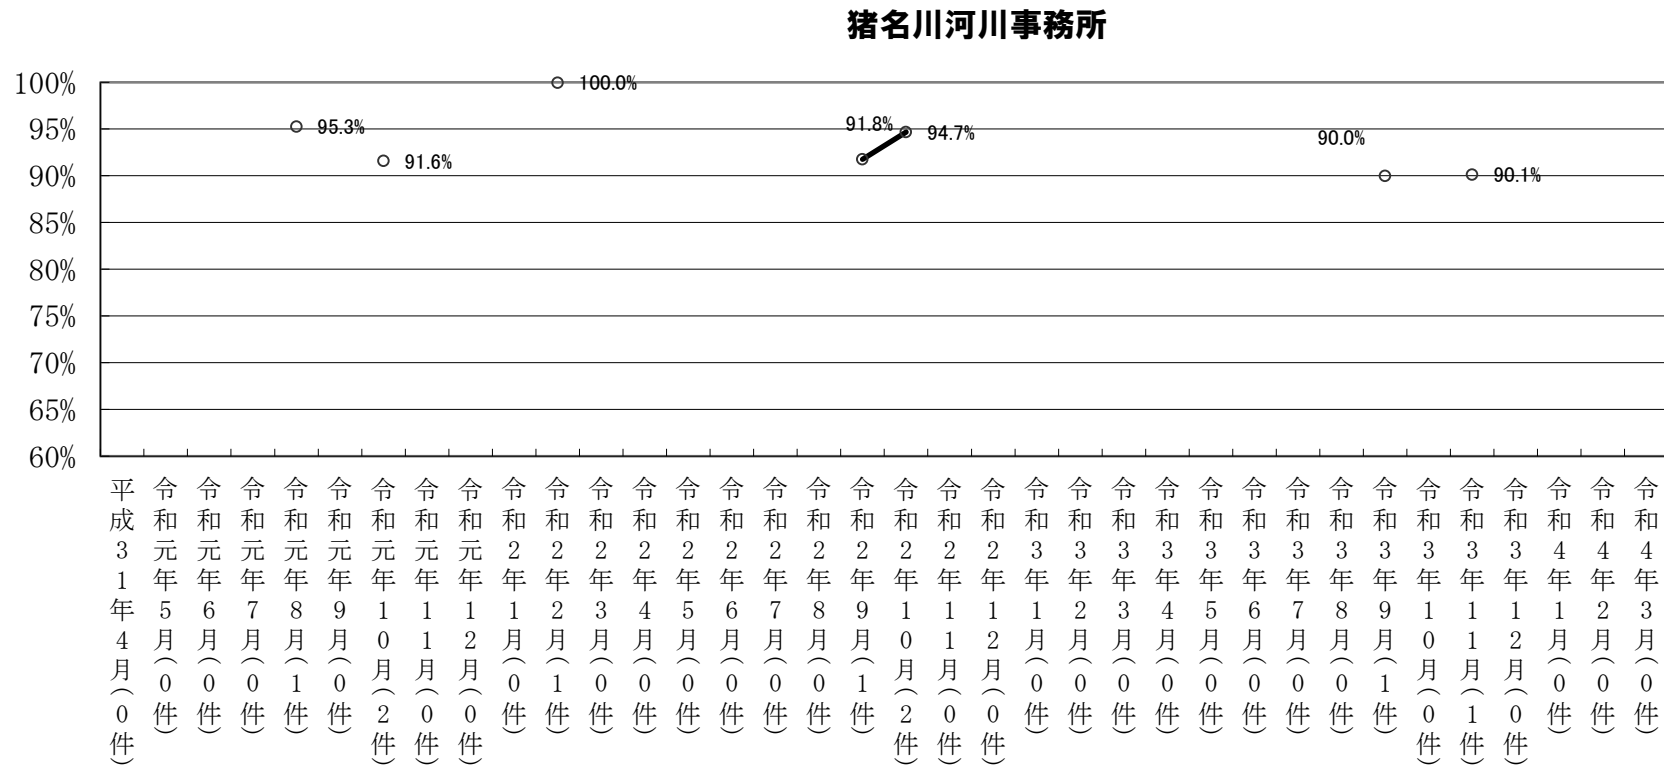 猪名川河川事務所
100%
95%
90%
85%
80%
75%
70%
65%
60%
95.3%
91.6%
100.0%
91.8%
94.7%
90.0%
90.1%
平成31年4月(0件)
令和元年5月(0件)
令和元年6月(0件)
令和元年7月(0件)
令和元年8月(1件)
令和元年9月(0件)
令和元年10月(2件)
令和元年11月(0件)
令和元年12月(0件)
令和2年1月(0件)
令和2年2月(1件)
令和2年3月(0件)
令和2年4月(0件)
令和2年5月(0件)
令和2年6月(0件)
令和2年7月(0件)
令和2年8月(0件)
令和2年9月(1件)
令和2年10月(2件)
令和2年11月(0件)
令和2年12月(0件)
令和3年1月(0件)
令和3年2月(0件)
令和3年3月(0件)
令和3年4月(0件)
令和3年5月(0件)
令和3年6月(0件)
令和3年7月(0件)
令和3年8月(0件)
令和3年9月(1件)
令和3年10月(0件)
令和3年11月(1件)
令和3年12月(0件)
令和4年1月(0件)
令和4年2月(0件)
令和4年3月(0件)